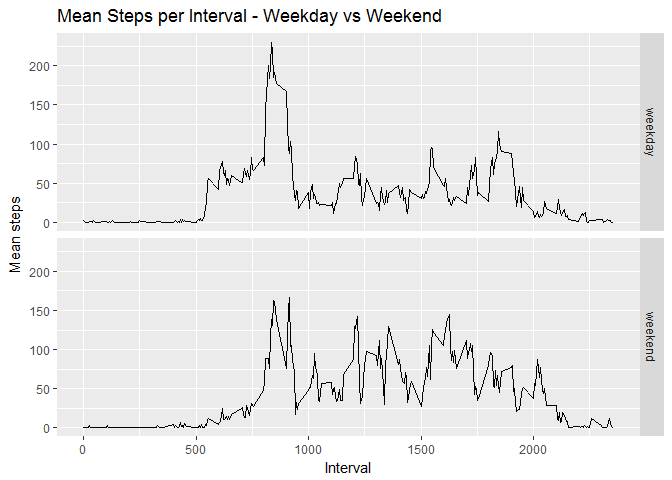 Mean Steps per Interval - Weekday vs Weekend
200
150
100
50
0
weekday
200
150
100
50
0
weekend
Mean steps
0 500 1000 1500 2000
Interval